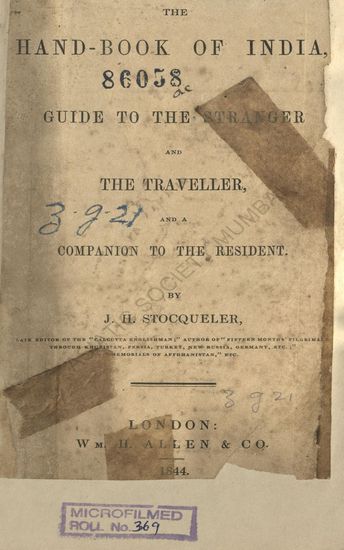 THE
HAND-BOOK OF INDIA,
86058
ac
GUIDE TO THE STRANGER
AND
THE TRAVELLER,
3-9-21
AND A
COMPANION TO THE RESIDENT.
BY
J. H. STOCQUELER,
LATE EDITOR OF THE "CALCUTTA ENGLISHMAN;" AUTHOR OF "FIFTEEN MONTHS' PILGRIMAGE
THROUGH KHUZISTAN, PERSIA, TURKEY, NEW RUSSIA, GERMANY, ETC.;"
MEMORIALS OF AFFGHANISTAN," ETC.
3 9 21
LONDON:
WM. H. ALLEN & CO.
1844.
MICROFILMED
ROLL No. 369